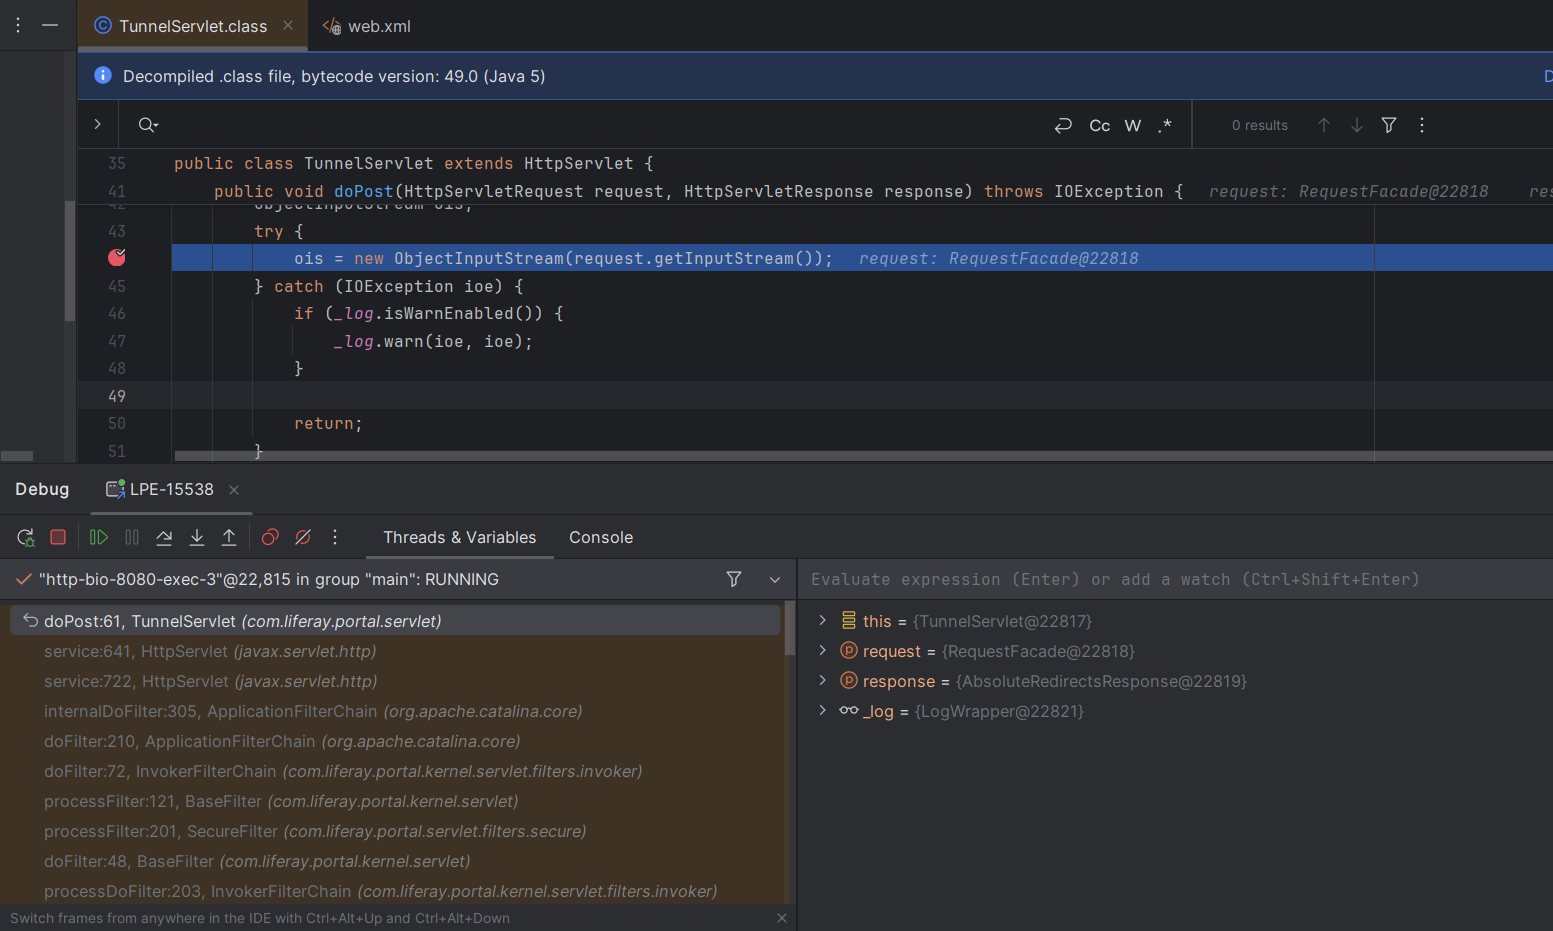 TunnelServlet.class
web.xml
Decompiled .class file, bytecode version: 49.0 (Java 5)
Cc W .* 0 results
35 public class TunnelServlet extends HttpServlet {
41 public void doPost(HttpServletRequest request, HttpServletResponse response) throws IOException { request: RequestFacade@22818 res
42 ObjectInputStream ois;
43 try {
ois = new ObjectInputStream(request.getInputStream()); request: RequestFacade@22818
45 } catch (IOException ioe) {
46 if (_log.isWarnEnabled()) {
47 _log.warn(ioe, ioe);
48 }
49
50 return;
51 }
Debug LPE-15538
Threads & Variables Console
"http-bio-8080-exec-3"@22,815 in group "main": RUNNING
doPost:61, TunnelServlet (com.liferay.portal.servlet)
service:641, HttpServlet (javax.servlet.http)
service:722, HttpServlet (javax.servlet.http)
internalDoFilter:305, ApplicationFilterChain (org.apache.catalina.core)
doFilter:210, ApplicationFilterChain (org.apache.catalina.core)
doFilter:72, InvokerFilterChain (com.liferay.portal.kernel.servlet.filters.invoker)
processFilter:121, BaseFilter (com.liferay.portal.kernel.servlet)
processFilter:201, SecureFilter (com.liferay.portal.servlet.filters.secure)
doFilter:48, BaseFilter (com.liferay.portal.kernel.servlet)
processDoFilter:203, InvokerFilterChain (com.liferay.portal.kernel.servlet.filters.invoker)
Switch frames from anywhere in the IDE with Ctrl+Alt+Up and Ctrl+Alt+Down
Evaluate expression (Enter) or add a watch (Ctrl+Shift+Enter)
this = {TunnelServlet@22817}
request = {RequestFacade@22818}
response = {AbsoluteRedirectsResponse@22819}
_log = {LogWrapper@22821}